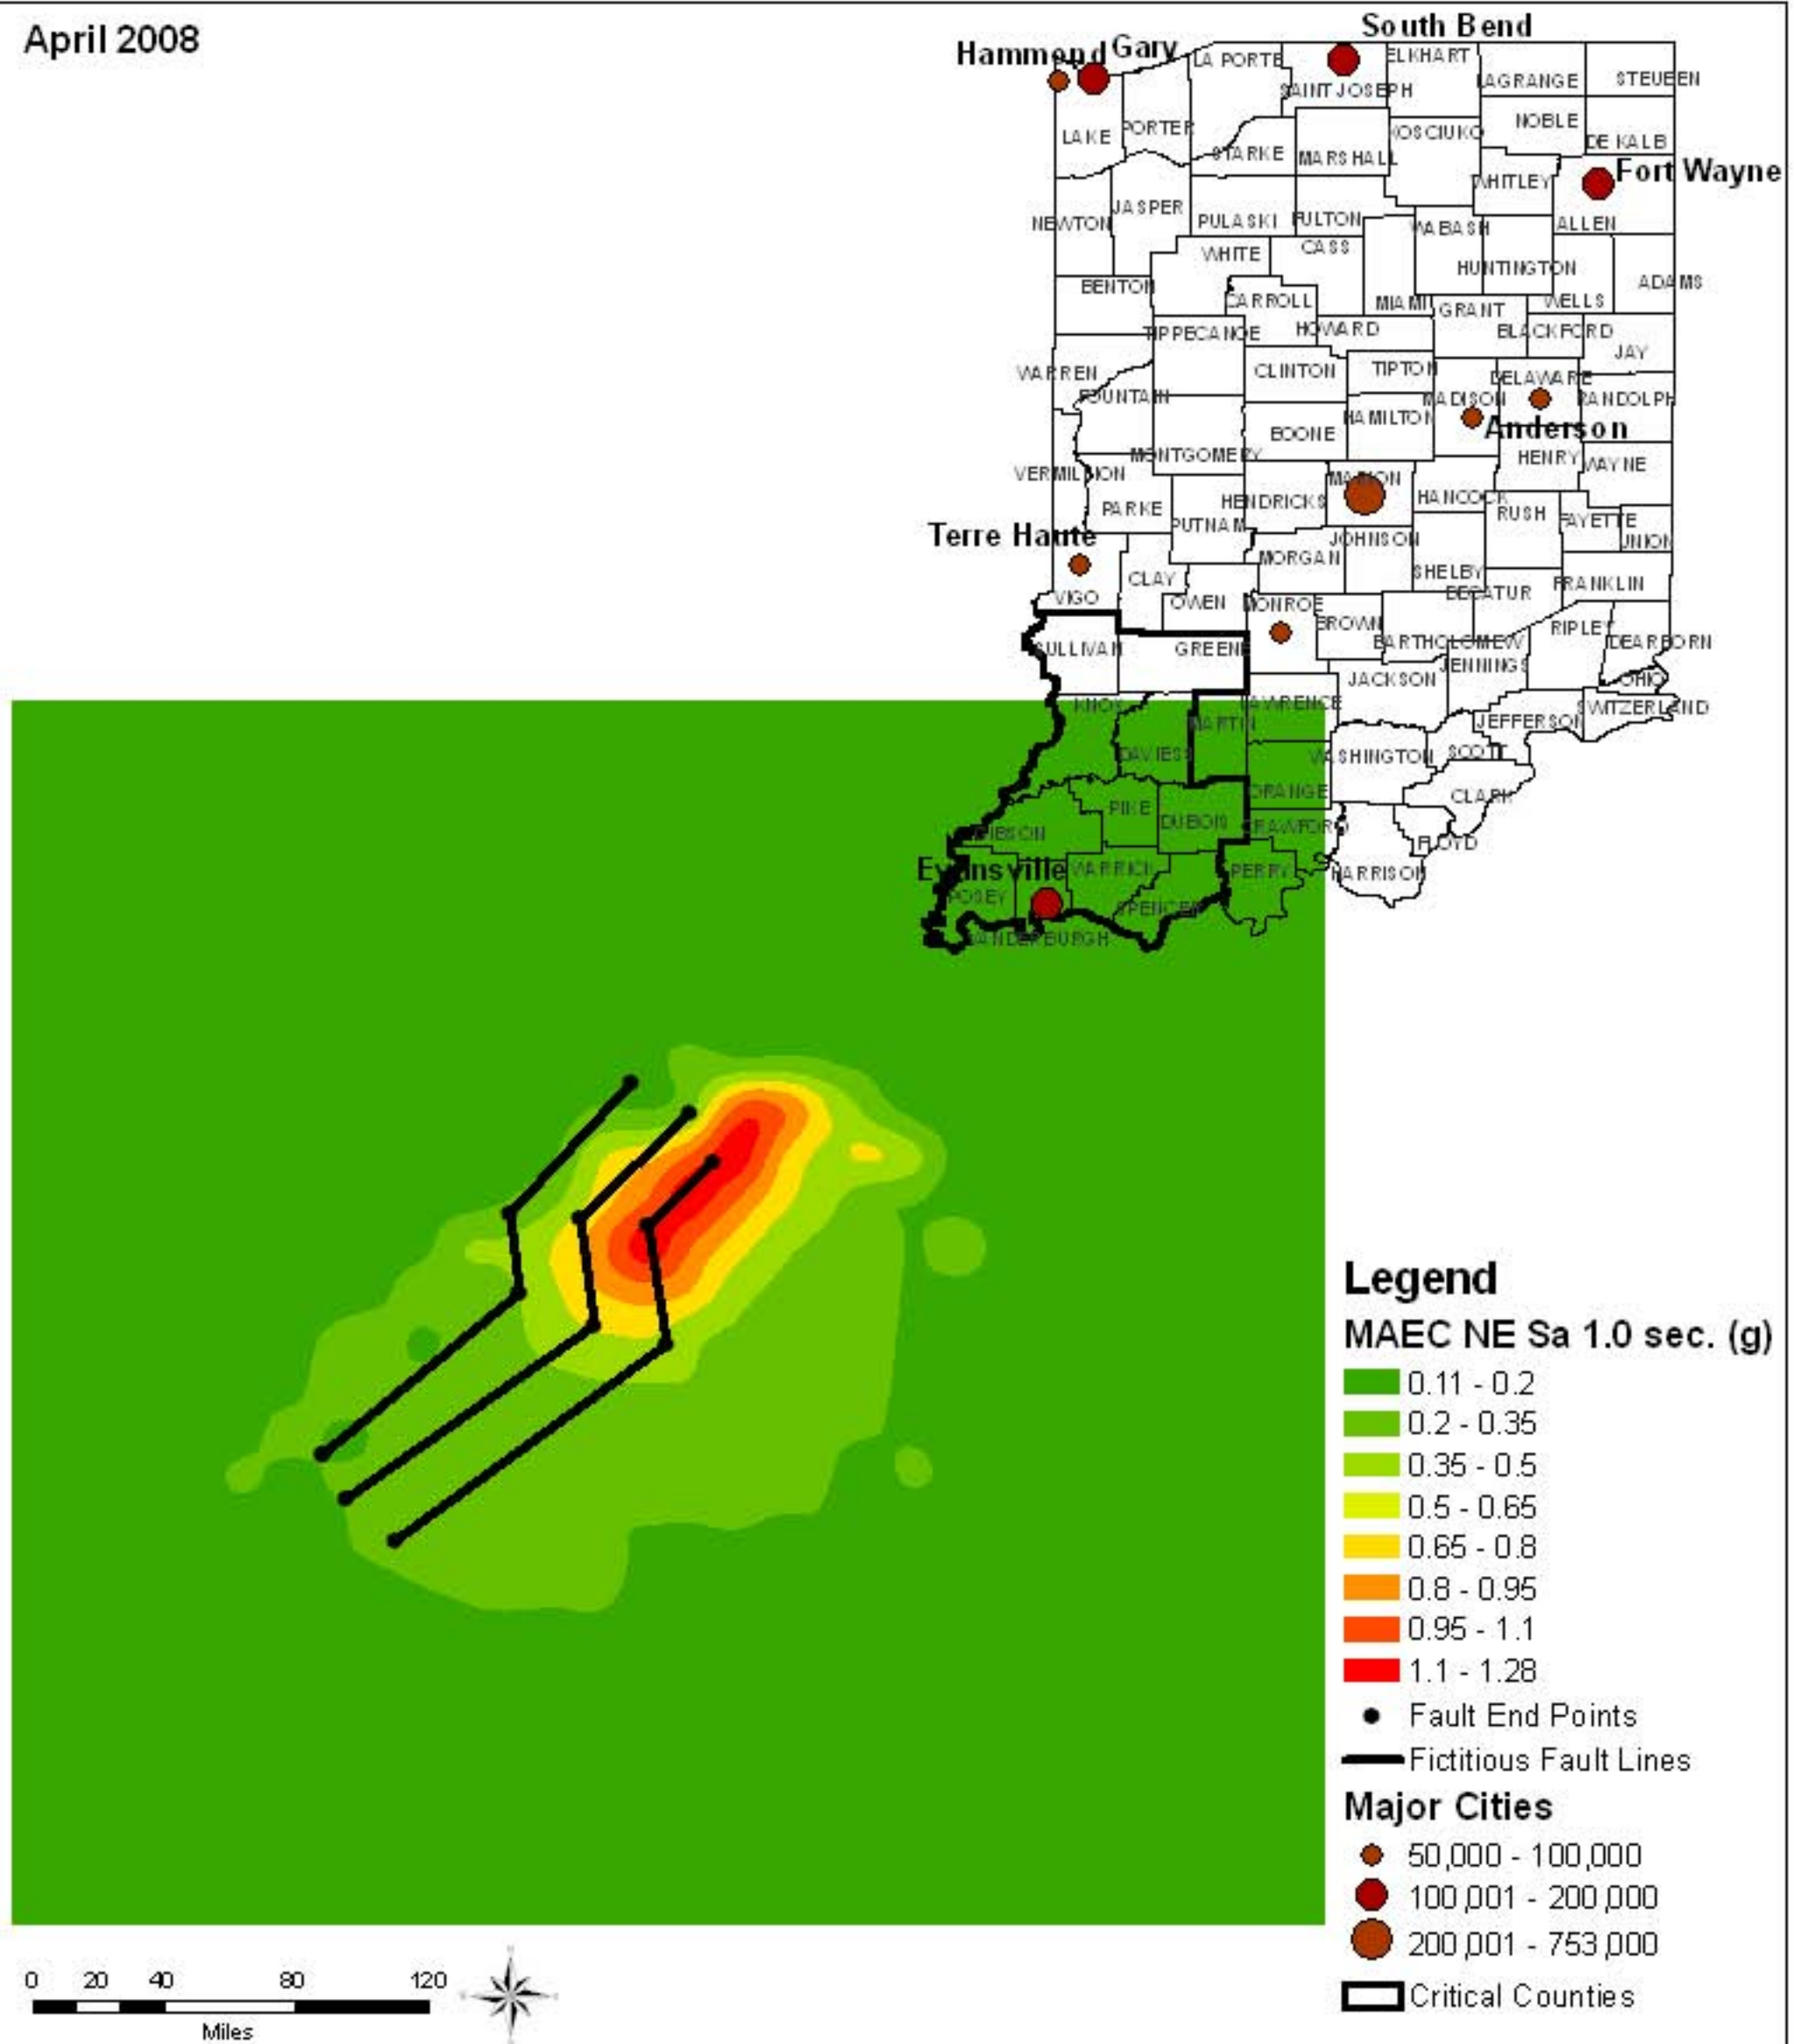 April 2008
South Bend
Hammond
Gary
LA PORTE
ELKHART
LAGRANGE
STEUBEN
SAINT JOSEPH
LAKE
PORTER
STARKE
MARSHALL
KOSCIUKO
NOBLE
DE KALB
WHITLEY
Fort Wayne
NEWTON
JASPER
PULASKI
FULTON
WABASH
ALLEN
WHITE
CASS
HUNTINGTON
ADAMS
BENTON
CARROLL
MIAMI
GRANT
WELLS
TIPPECANOE
HOWARD
BLACKFORD
JAY
WARREN
CLINTON
TIPTON
DELAWARE
FOUNTAIN
MADISON
RANDOLPH
HAMILTON
BOONE
Anderson
MONTGOMERY
HENRY
WAYNE
VERMILLION
MARION
PARKE
HENDRICKS
HANCOCK
RUSH
FAYETTE
PUTNAM
Terre Haute
JOHNSON
UNION
MORGAN
CLAY
SHELBY
FRANKLIN
DECATUR
VIGO
OWEN
MONROE
BROWN
RIPLEY
DEARBORN
SULLIVAN
GREENE
BARTHOLOMEW
JENNINGS
JACKSON
OHIO
KNOX
LAWRENCE
SWITZERLAND
MARTIN
JEFFERSON
DAVIESS
WASHINGTON
SCOTT
ORANGE
CLARK
PIKE
DUBOIS
CRAWFORD
GIBSON
FLOYD
Evansville
WARRICK
PERRY
HARRISON
POSEY
SPENCER
VANDERBURGH
Legend
MAEC NE Sa 1.0 sec. (g)
0.11 - 0.2
0.2 - 0.35
0.35 - 0.5
0.5 - 0.65
0.65 - 0.8
0.8 - 0.95
0.95 - 1.1
1.1 - 1.28
Fault End Points
Fictitious Fault Lines
Major Cities
50,000 - 100,000
100,001 - 200,000
200,001 - 753,000
Critical Counties
0 20 40 80 120
Miles